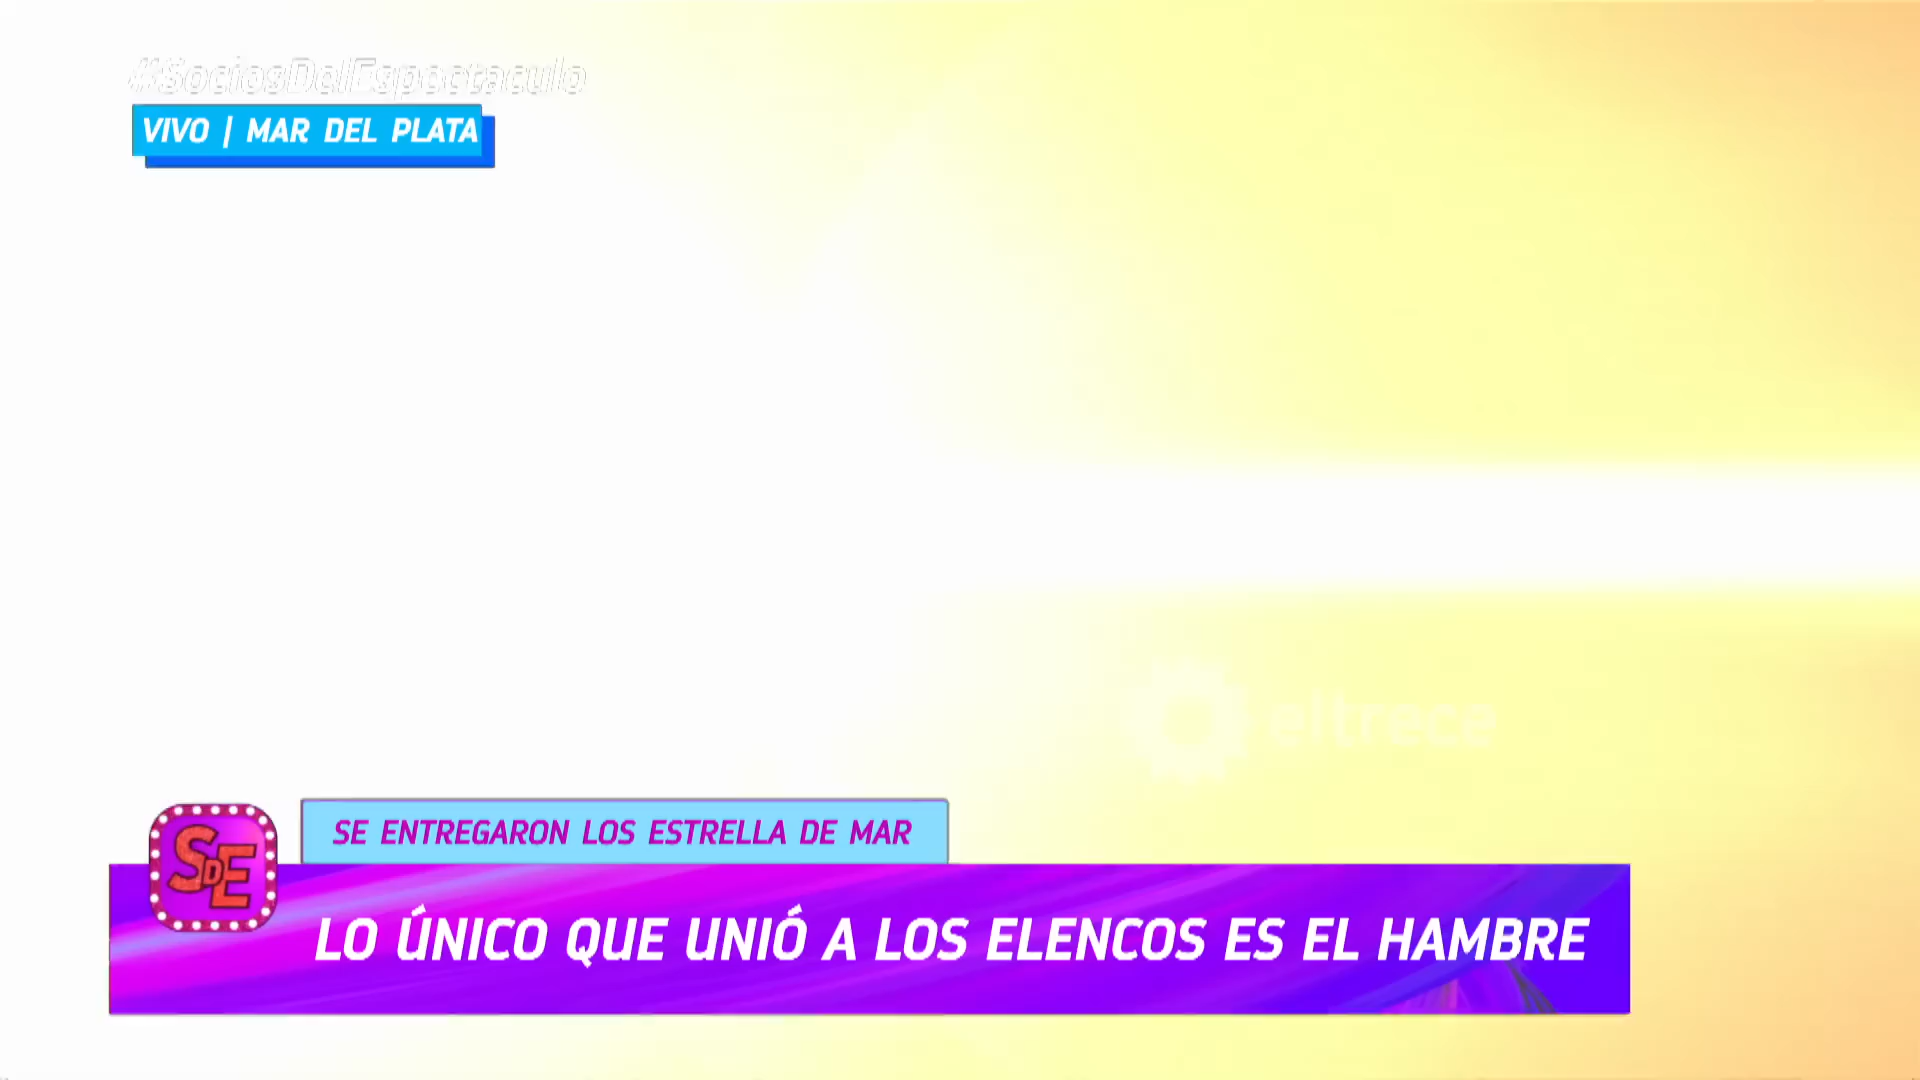 #SociosDelEspectaculo
VIVO | MAR DEL PLATA
eltrece
SE ENTREGARON LOS ESTRELLA DE MAR
SDE
LO ÚNICO QUE UNIÓ A LOS ELENCOS ES EL HAMBRE